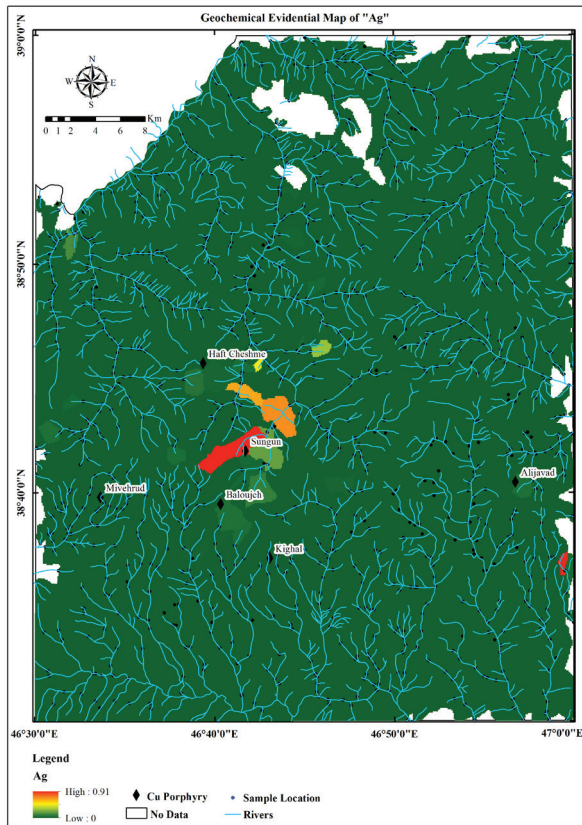 Geochemical Evidential Map of "Ag"
39°0'0"N
N
W E
S
Km
0 1 2 4 6 8
38°50'0"N
Haft Cheshme
Sungun
38°40'0"N
Mivehrud
Baloujeh
Alijavad
Kighal
46°30'0"E 46°40'0"E 46°50'0"E 47°0'0"E
Legend
Ag
High : 0.91
Low : 0
Cu Porphyry
Sample Location
No Data
Rivers